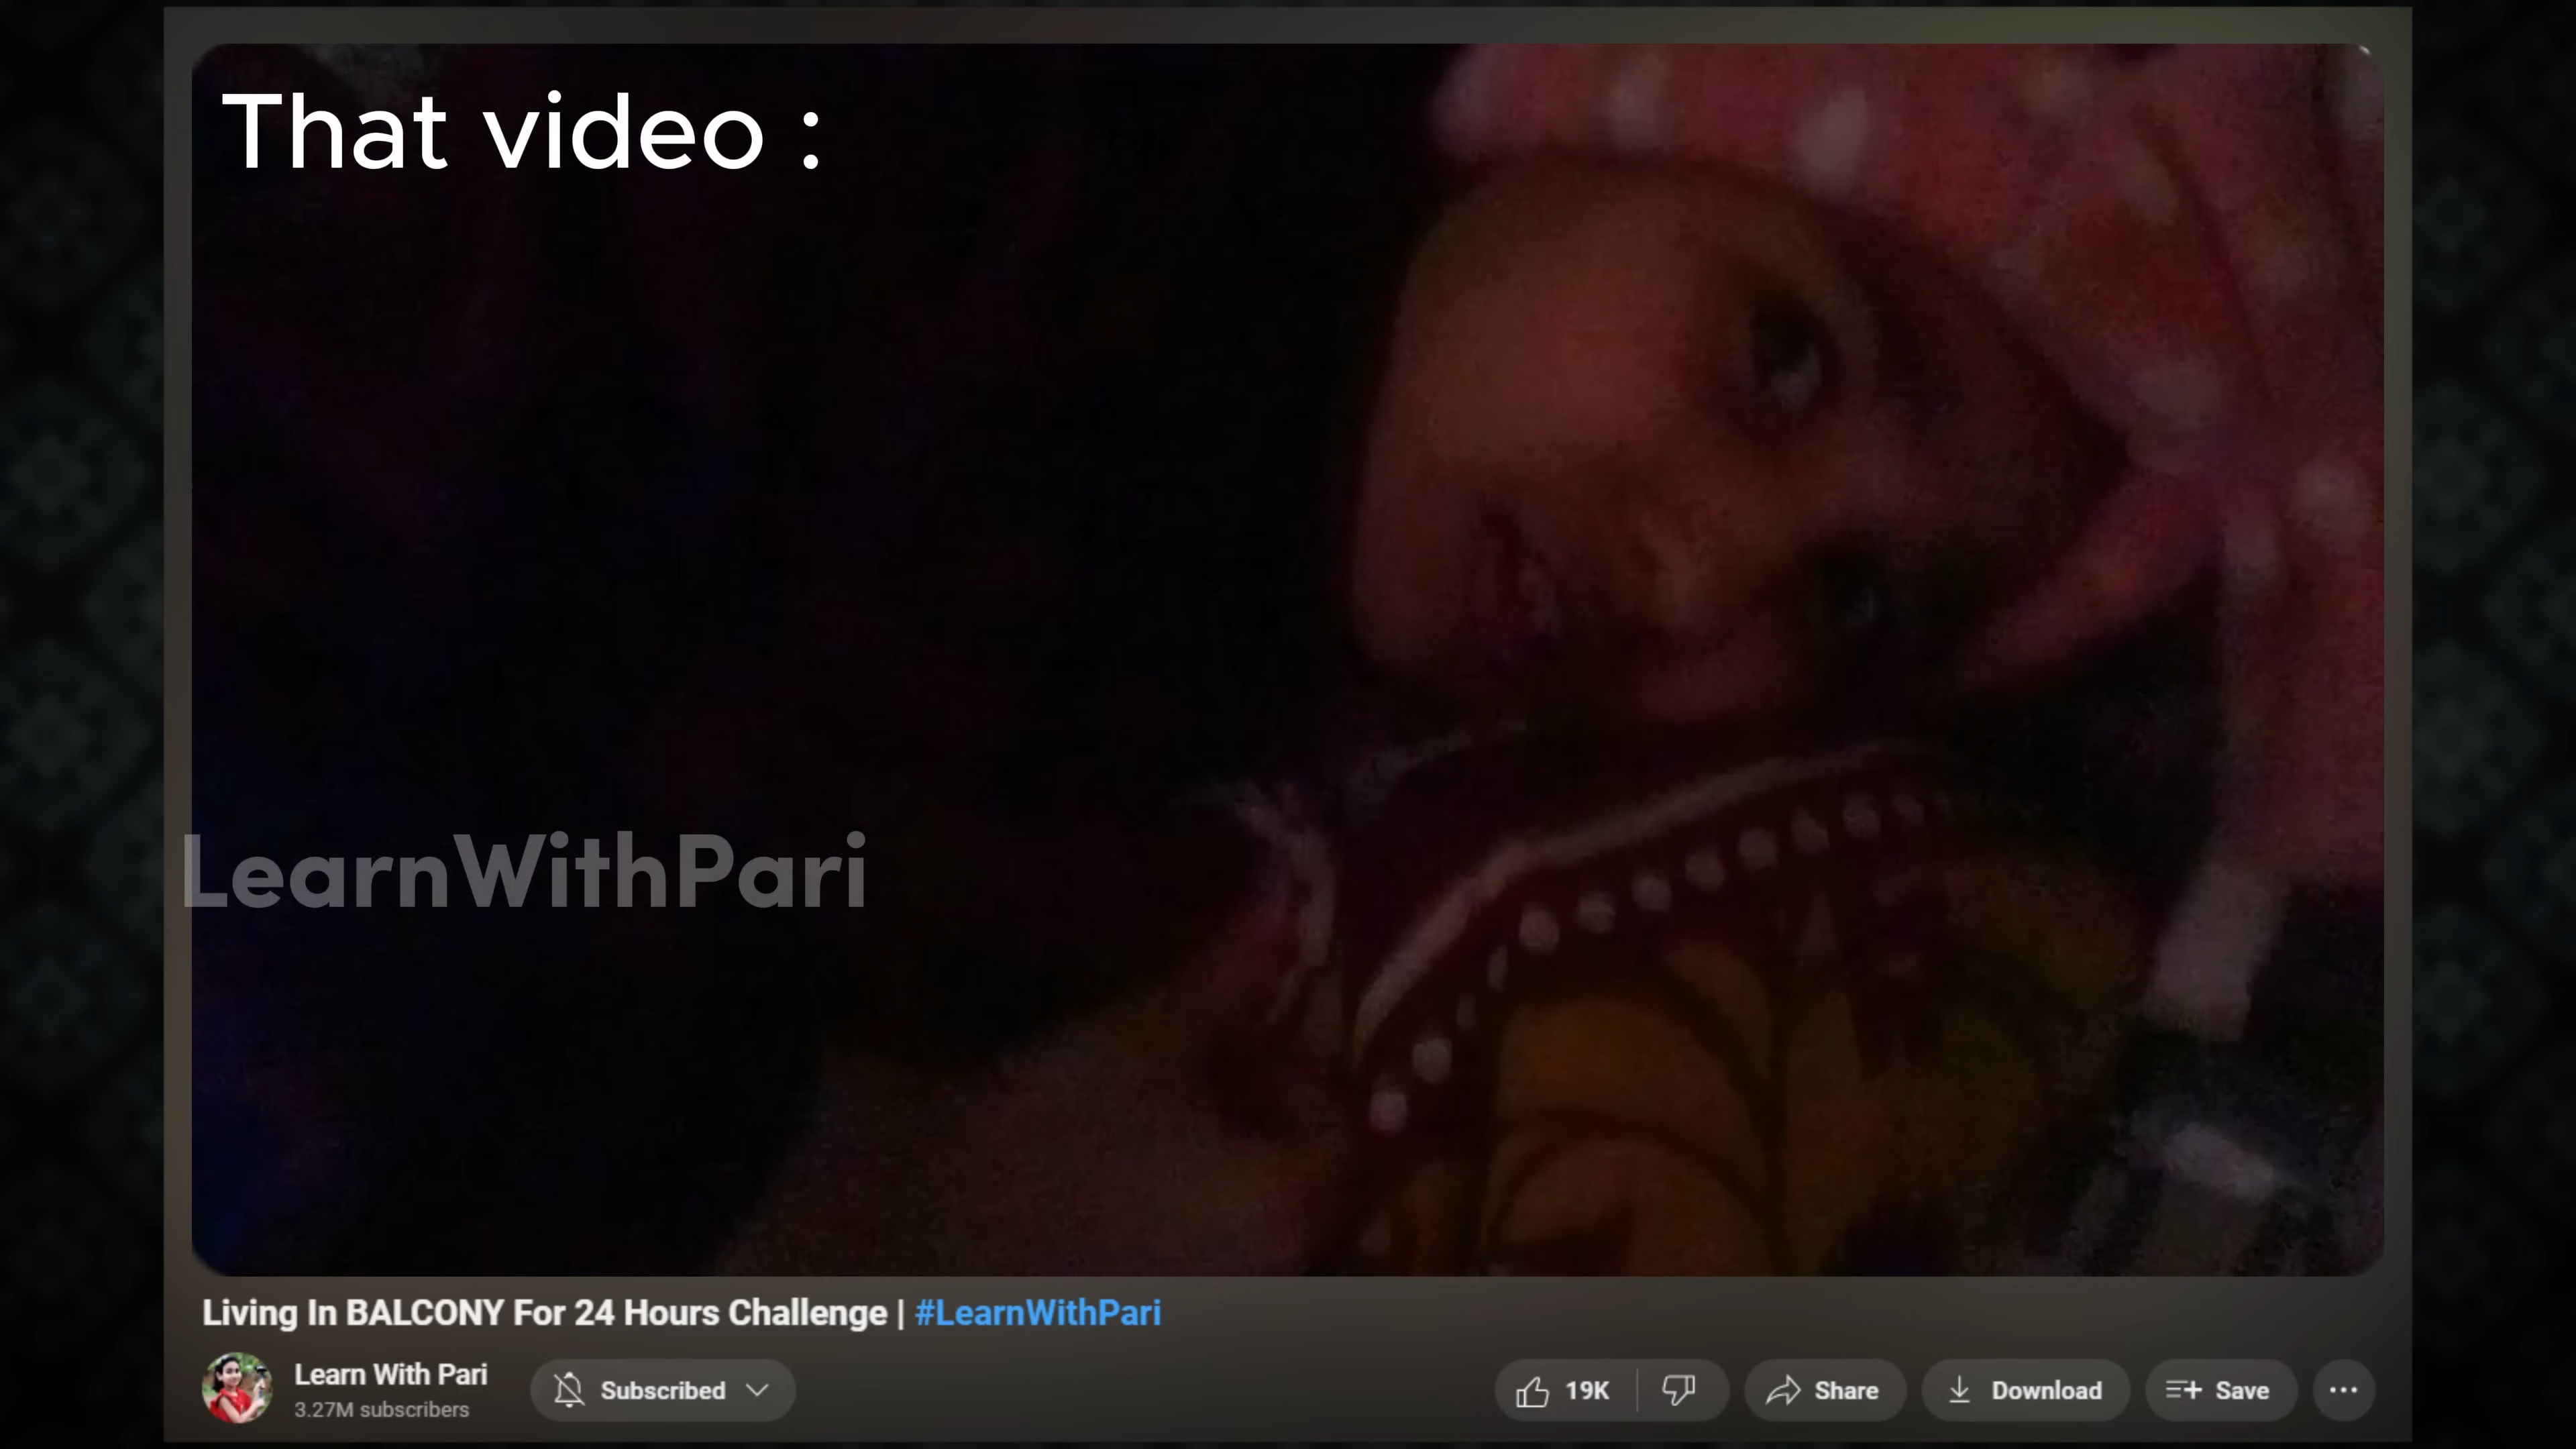 That video :
LearnWithPari
Living In BALCONY For 24 Hours Challenge | #LearnWithPari
Learn With Pari
3.27M subscribers
Subscribed
19K
Share
Download
Save